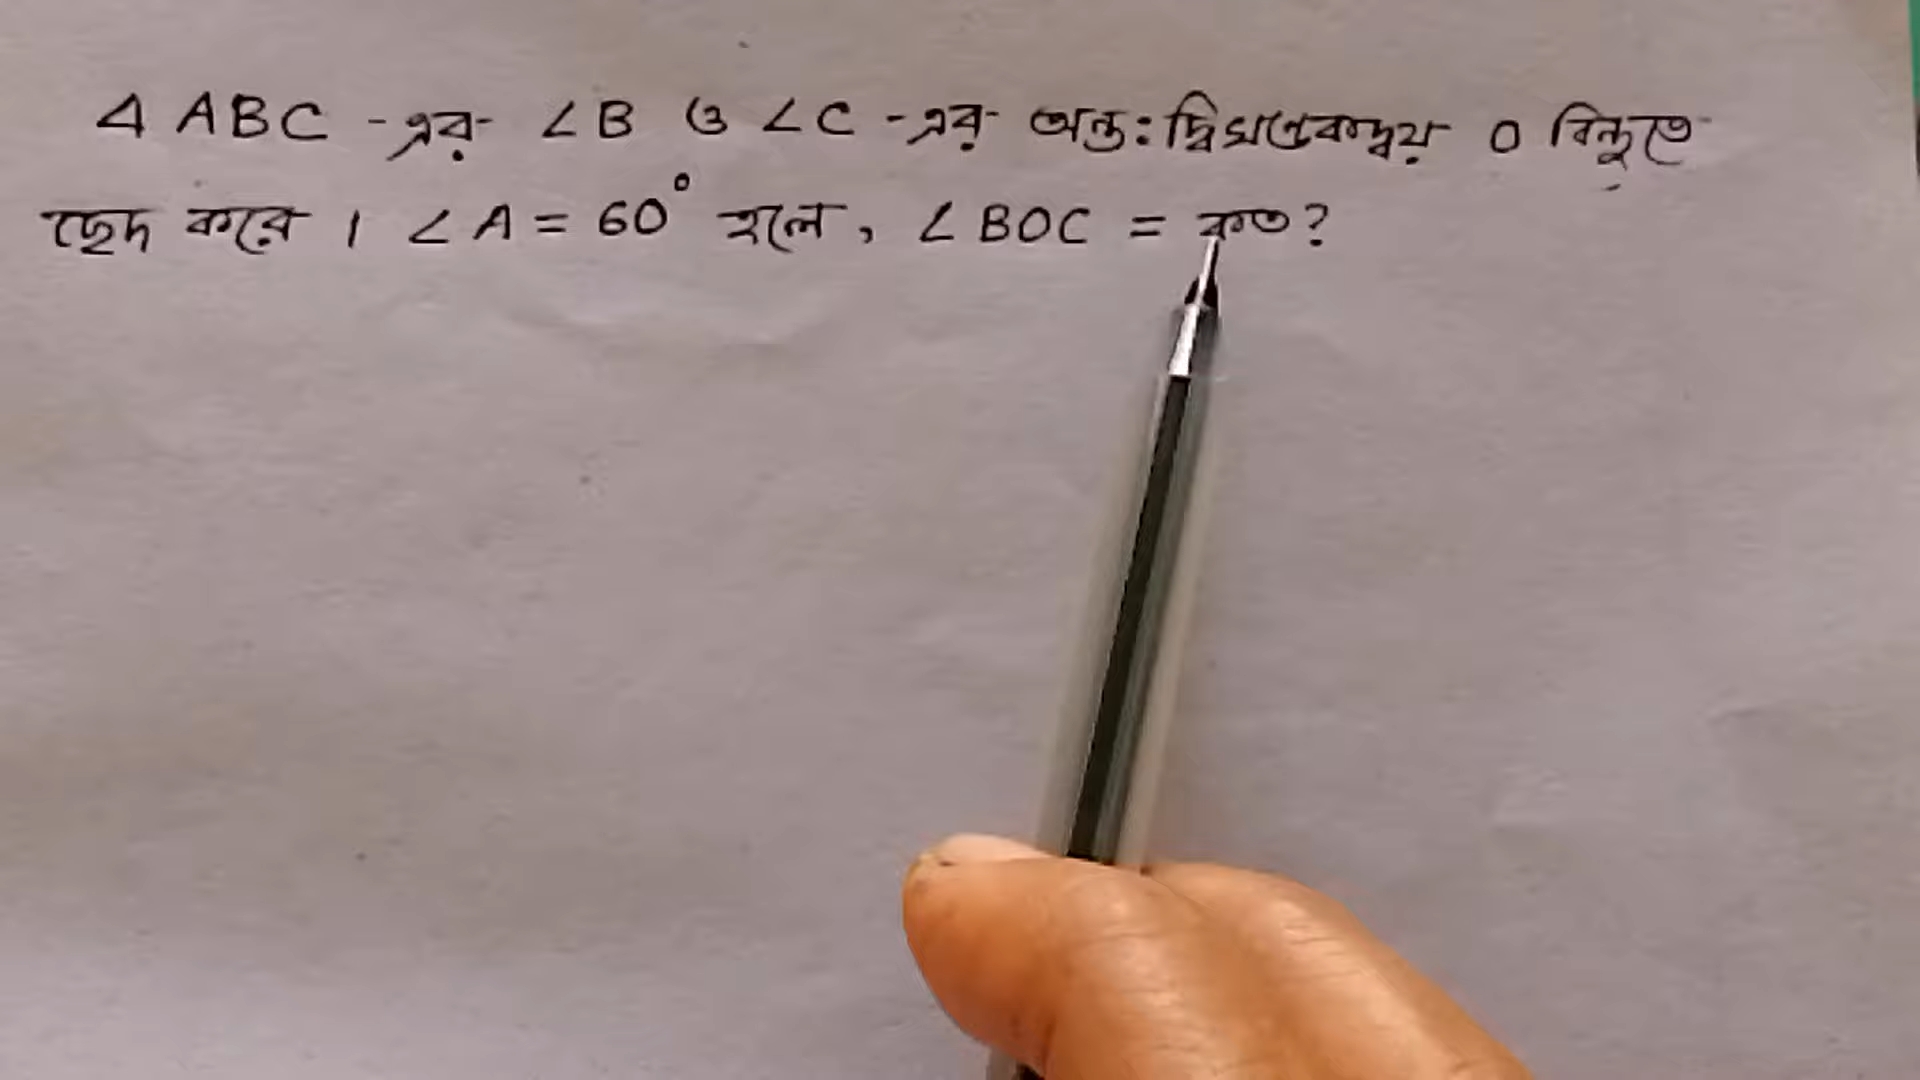 ∆ ABC -এর ∠B ও ∠C -এর অন্ত:দ্বিখণ্ডকদ্বয় O বিন্দুতে
ছেদ করে । ∠A = 60° হলে, ∠BOC = কত?